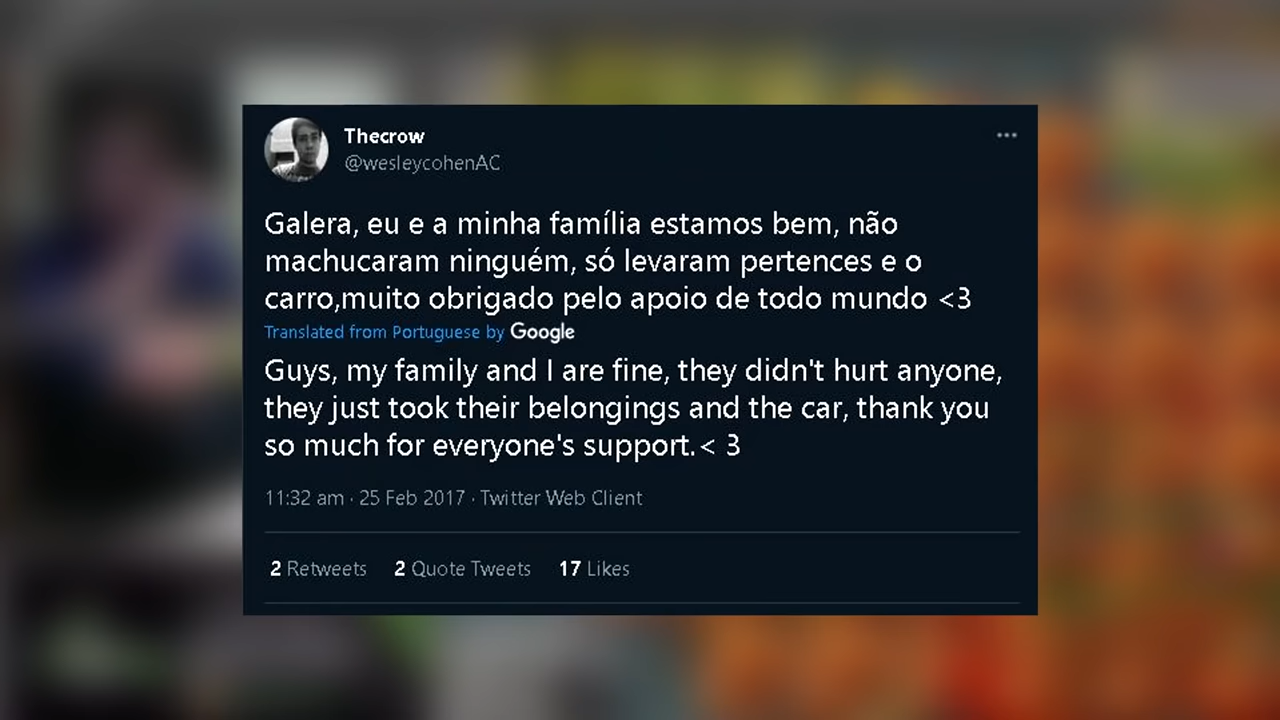 Thecrow
@wesleycohenAC
Galera, eu e a minha família estamos bem, não
machucaram ninguém, só levaram pertences e o
carro,muito obrigado pelo apoio de todo mundo <3
Translated from Portuguese by Google
Guys, my family and I are fine, they didn't hurt anyone,
they just took their belongings and the car, thank you
so much for everyone's support.< 3
11:32 am · 25 Feb 2017 · Twitter Web Client
2 Retweets 2 Quote Tweets 17 Likes